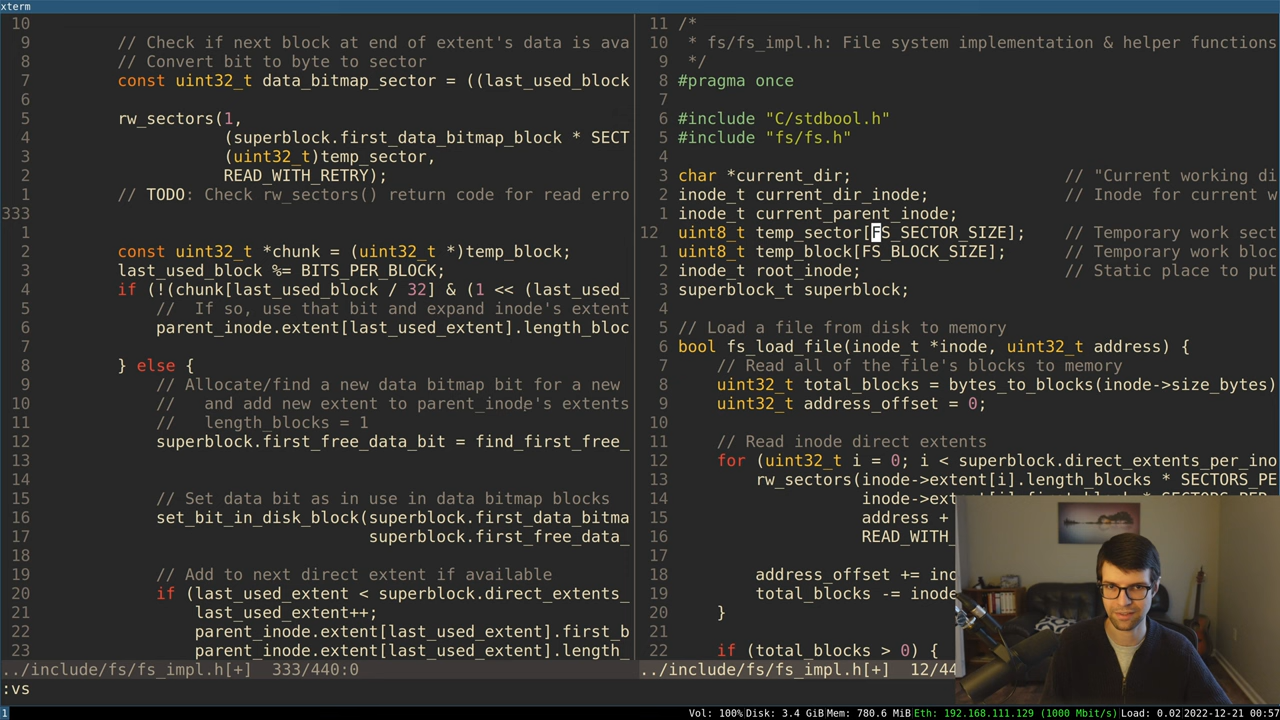 xterm
10
9         // Check if next block at end of extent's data is ava
8         // Convert bit to byte to sector
7         const uint32_t data_bitmap_sector = ((last_used_block
6
5         rw_sectors(1,
4                    (superblock.first_data_bitmap_block * SECT
3                    (uint32_t)temp_sector,
2                    READ_WITH_RETRY);
1         // TODO: Check rw_sectors() return code for read erro
333
1
2         const uint32_t *chunk = (uint32_t *)temp_block;
3         last_used_block %= BITS_PER_BLOCK;
4         if (!(chunk[last_used_block / 32] & (1 << (last_used_
5             //  If so, use that bit and expand inode's extent
6             parent_inode.extent[last_used_extent].length_bloc
7
8         } else {
9             // Allocate/find a new data bitmap bit for a new
10             //   and add new extent to parent_inode's extents
11             //   length_blocks = 1
12             superblock.first_free_data_bit = find_first_free_
13
14
15             // Set data bit as in use in data bitmap blocks
16             set_bit_in_disk_block(superblock.first_data_bitma
17                                   superblock.first_free_data_
18
19             // Add to next direct extent if available
20             if (last_used_extent < superblock.direct_extents_
21                 last_used_extent++;
22                 parent_inode.extent[last_used_extent].first_b
23                 parent_inode.extent[last_used_extent].length_
../include/fs/fs_impl.h[+]  333/440:0
11 /*
10  * fs/fs_impl.h: File system implementation & helper functions
9  */
8 #pragma once
7
6 #include "C/stdbool.h"
5 #include "fs/fs.h"
4
3 char *current_dir;                      // "Current working di
2 inode_t current_dir_inode;              // Inode for current w
1 inode_t current_parent_inode;
12 uint8_t temp_sector[FS_SECTOR_SIZE];    // Temporary work sect
1 uint8_t temp_block[FS_BLOCK_SIZE];      // Temporary work bloc
2 inode_t root_inode;                     // Static place to put
3 superblock_t superblock;
4
5 // Load a file from disk to memory
6 bool fs_load_file(inode_t *inode, uint32_t address) {
7     // Read all of the file's blocks to memory
8     uint32_t total_blocks = bytes_to_blocks(inode->size_bytes)
9     uint32_t address_offset = 0;
10
11     // Read inode direct extents
12     for (uint32_t i = 0; i < superblock.direct_extents_per_ino
13         rw_sectors(inode->extent[i].length_blocks * SECTORS_PE
14                    inode->extent[i].first_block * SECTORS_PER
15                    address +
16                    READ_WITH_
17
18         address_offset += ino
19         total_blocks -= inode
20     }
21
22     if (total_blocks > 0) {
../include/fs/fs_impl.h[+]  12/44
:vs
1
Vol: 100% Disk: 3.4 GiB Mem: 780.6 MiB Eth: 192.168.111.129 (1000 Mbit/s) Load: 0.02 2022-12-21 00:57